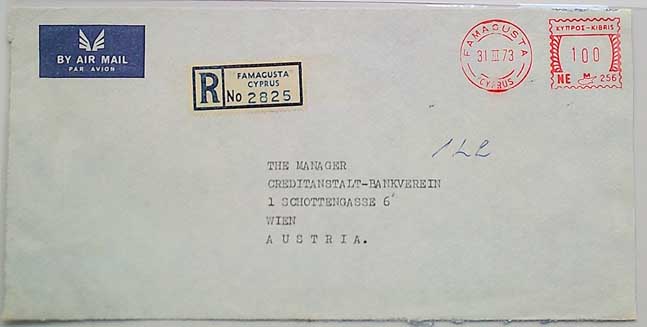 BY AIR MAIL
PAR AVION
R
FAMAGUSTA
CYPRUS
No 2825
FAMAGUSTA
31 III 73
CYPRUS
ΚΥΠΡΟΣ-KIBRIS
100
NE M 256
122
THE MANAGER
CREDITANSTALT-BANKVEREIN
1 SCHOTTENGASSE 6
WIEN
A U S T R I A.